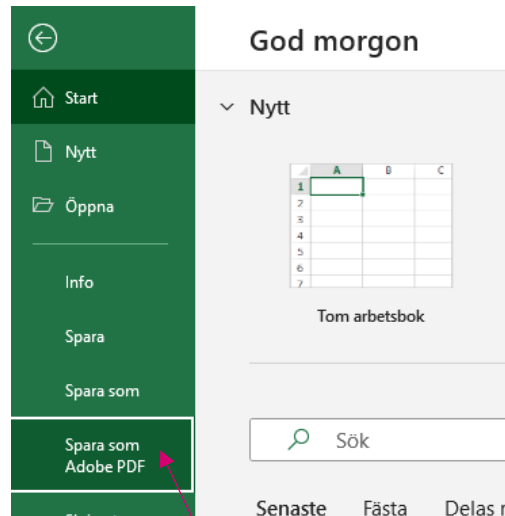 God morgon
Start
Nytt
Öppna
Info
Spara
Spara som
Spara som
Adobe PDF
Nytt
A B C
1
2
3
4
5
6
7
Tom arbetsbok
Sök
Senaste Fästa